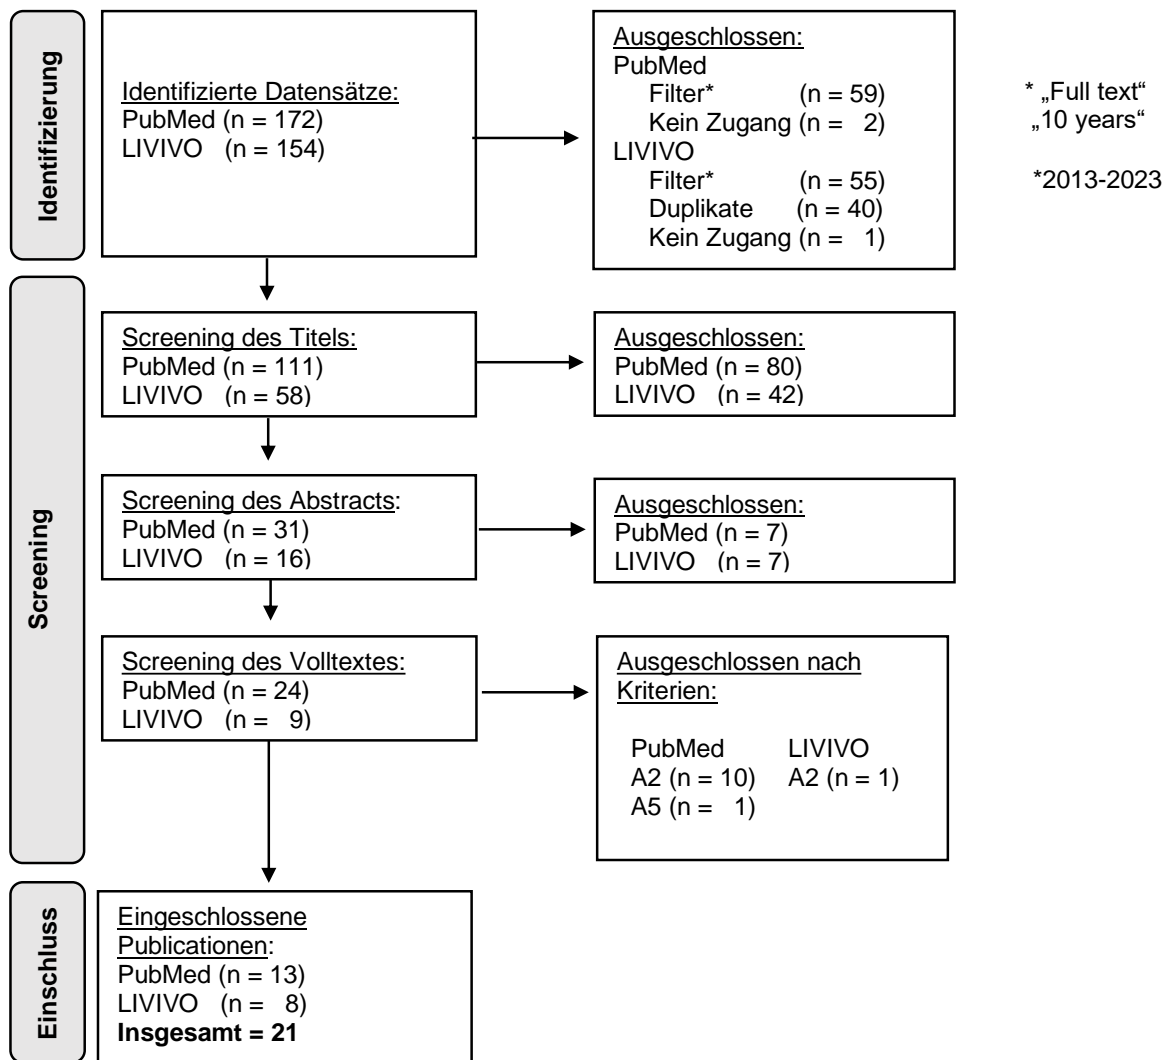 Identifizierung
Identifizierte Datensätze:
PubMed (n = 172)
LIVIVO (n = 154)
Ausgeschlossen:
PubMed
Filter* (n = 59)
Kein Zugang (n = 2)
LIVIVO
Filter* (n = 55)
Duplikate (n = 40)
Kein Zugang (n = 1)
* „Full text“
„10 years“
*2013-2023
Screening
Screening des Titels:
PubMed (n = 111)
LIVIVO (n = 58)
Ausgeschlossen:
PubMed (n = 80)
LIVIVO (n = 42)
Screening des Abstracts:
PubMed (n = 31)
LIVIVO (n = 16)
Ausgeschlossen:
PubMed (n = 7)
LIVIVO (n = 7)
Screening des Volltextes:
PubMed (n = 24)
LIVIVO (n = 9)
Ausgeschlossen nach
Kriterien:
PubMed LIVIVO
A2 (n = 10) A2 (n = 1)
A5 (n = 1)
Einschluss
Eingeschlossene
Publicationen:
PubMed (n = 13)
LIVIVO (n = 8)
Insgesamt = 21